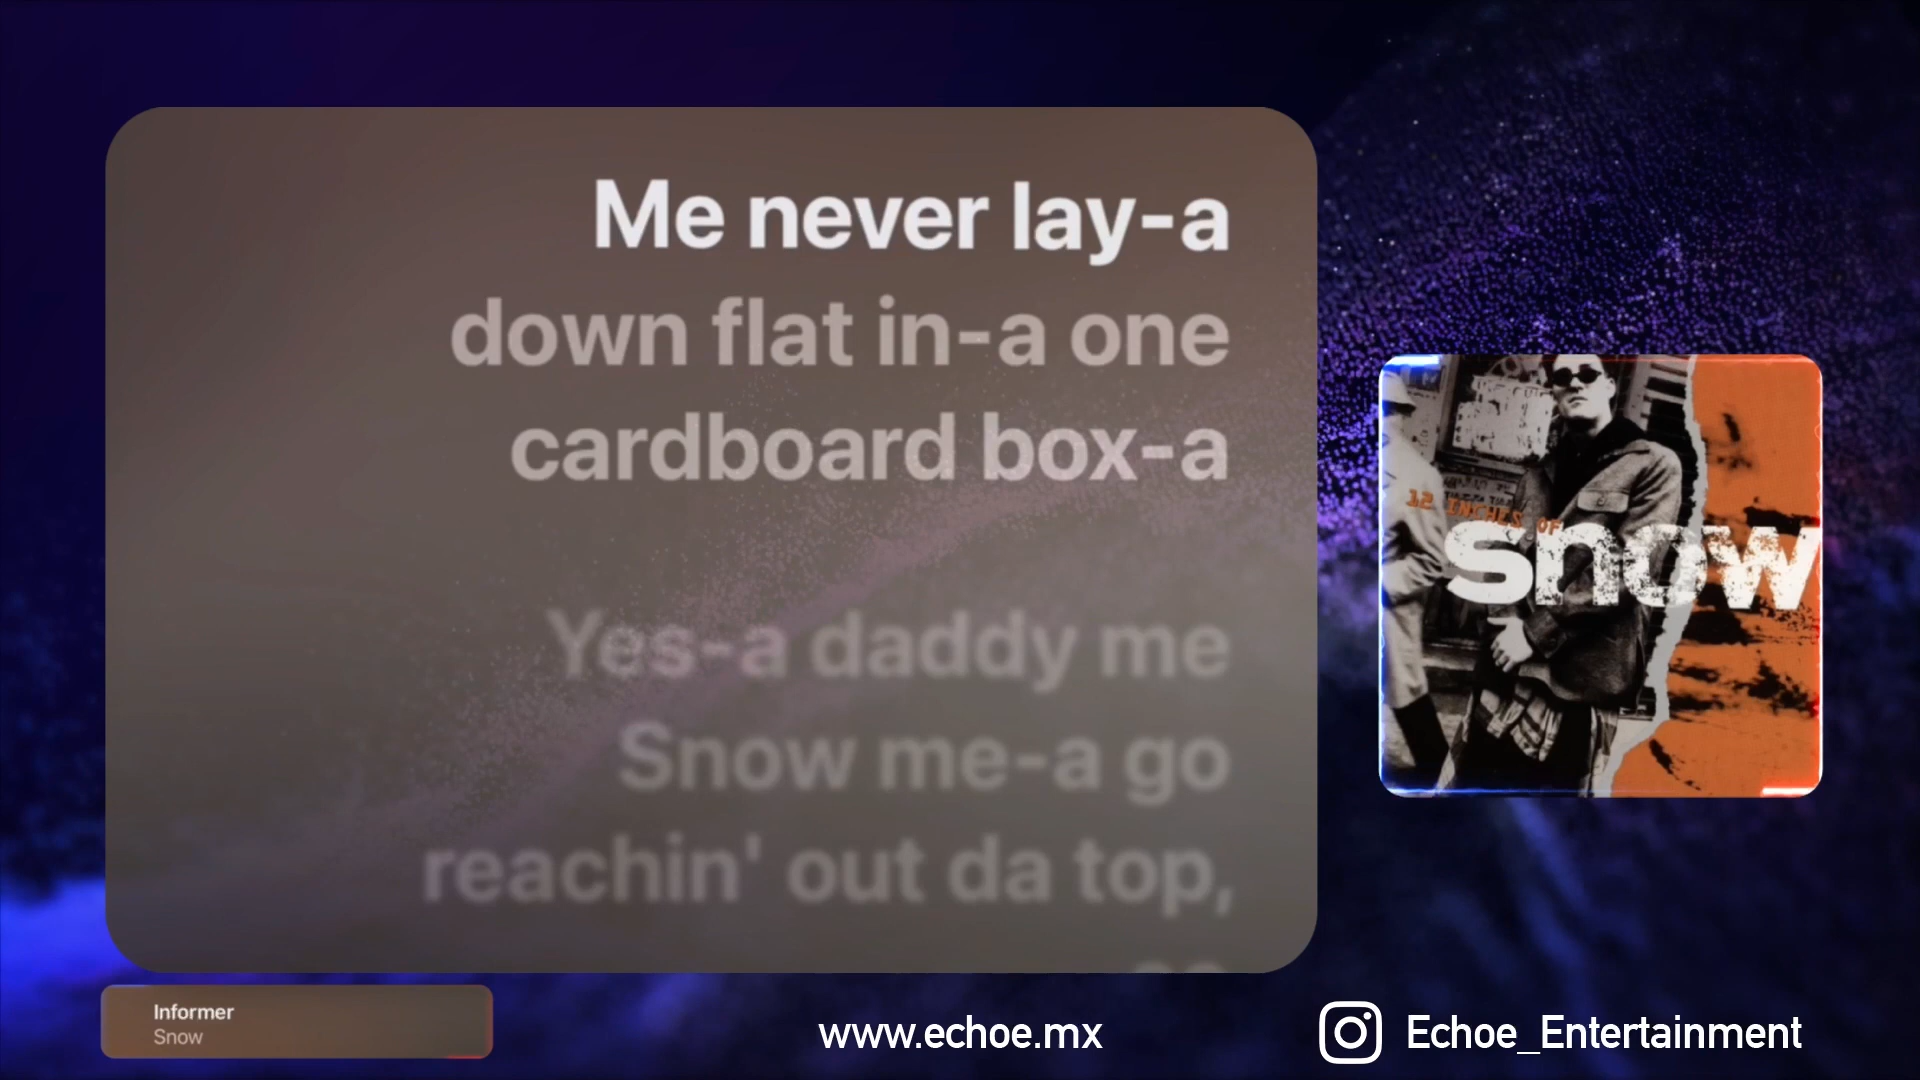 Me never lay-a
down flat in-a one
cardboard box-a
Yes-a daddy me
Snow me-a go
reachin' out da top,
12 INCHES OF
snow
Informer
Snow
www.echoe.mx
Echoe_Entertainment